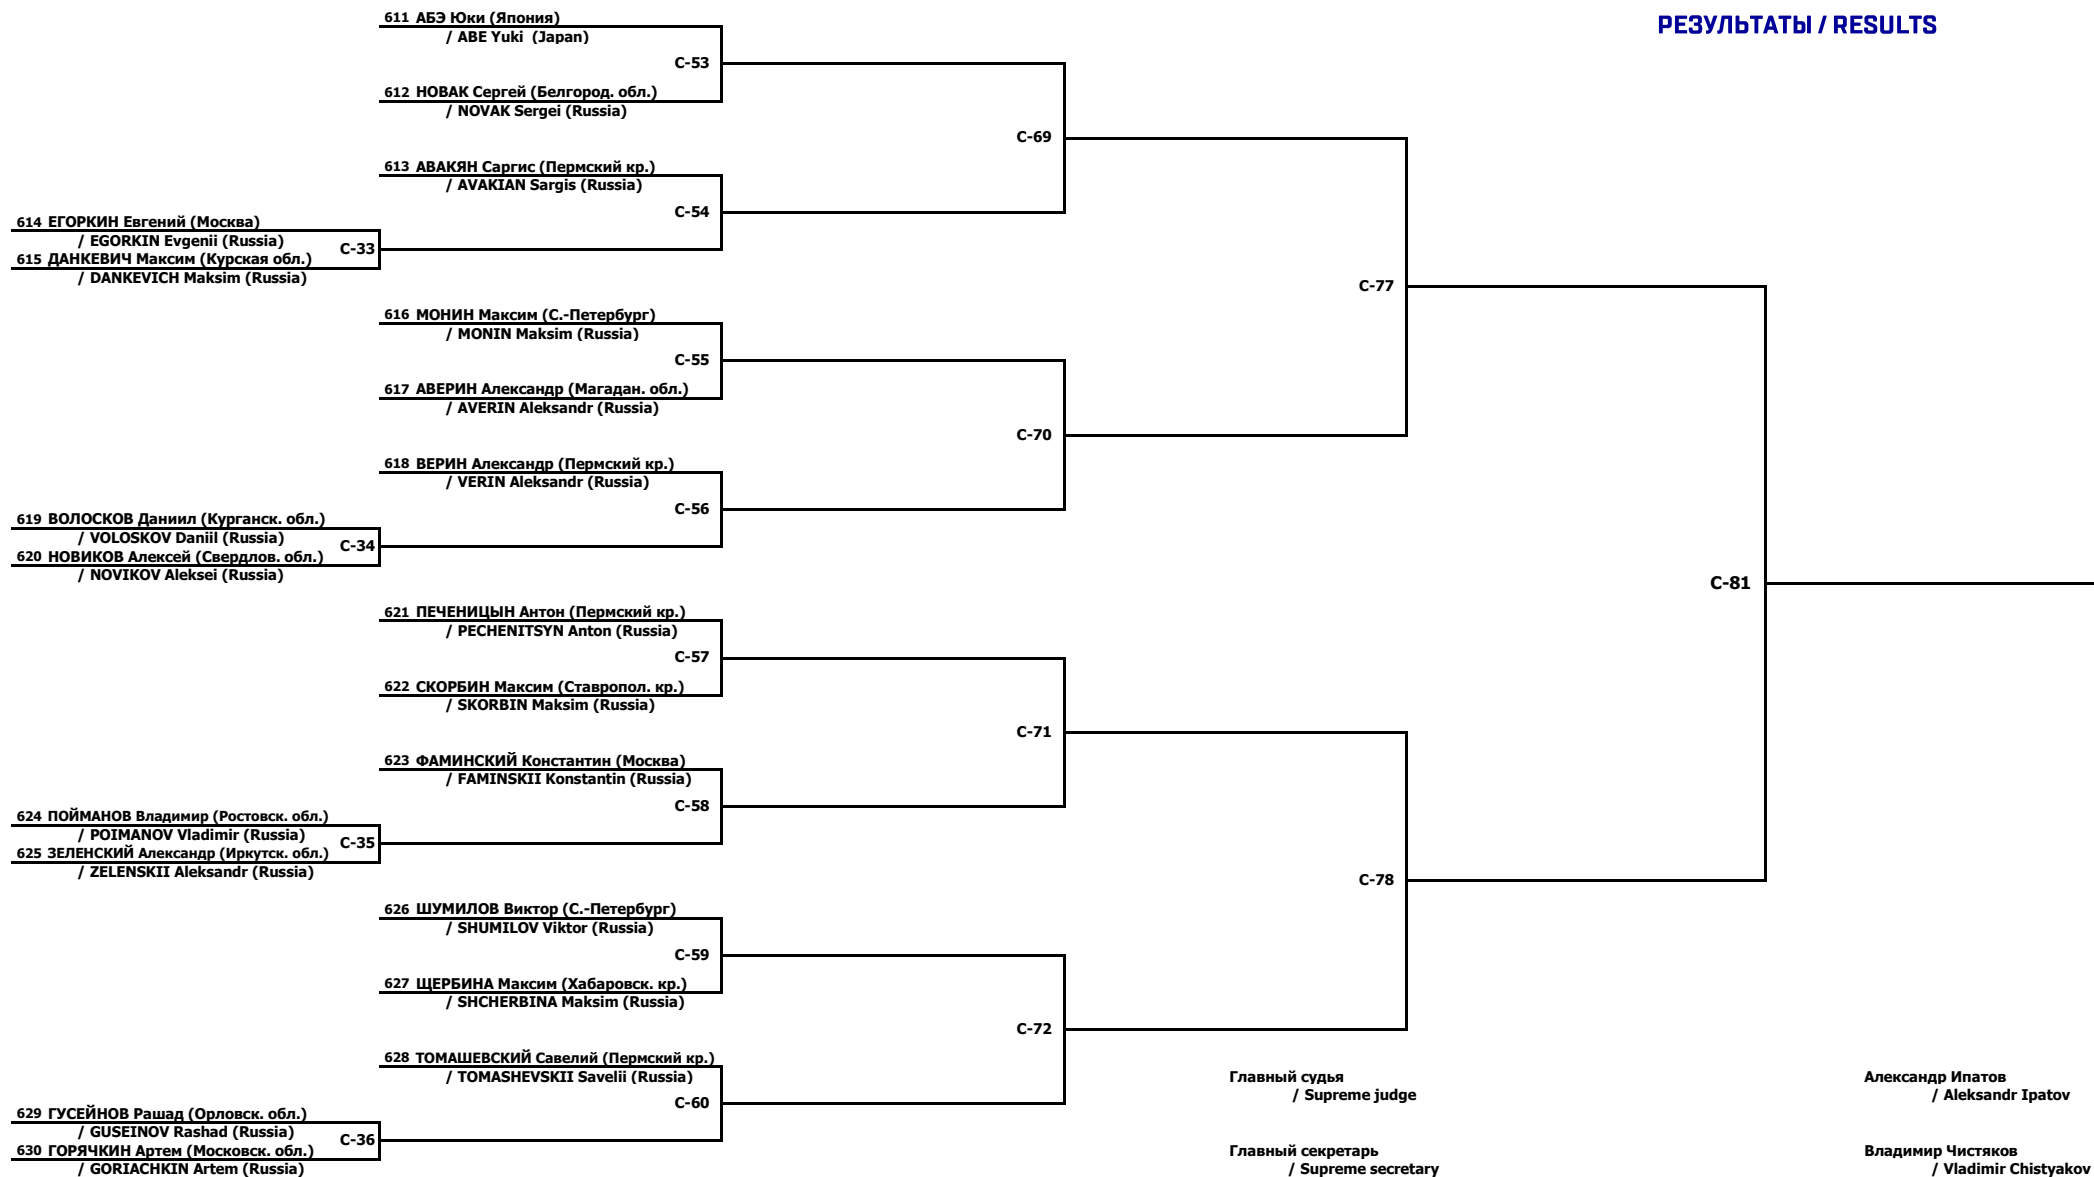 611 АБЭ Юки (Япония)
/ ABE Yuki (Japan)
РЕЗУЛЬТАТЫ / RESULTS
C-53
612 НОВАК Сергей (Белгород. обл.)
/ NOVAK Sergei (Russia)
C-69
613 АВАКЯН Саргис (Пермский кр.)
/ AVAKIAN Sargis (Russia)
C-54
614 ЕГОРКИН Евгений (Москва)
/ EGORKIN Evgenii (Russia)
C-33
615 ДАНКЕВИЧ Максим (Курская обл.)
/ DANKEVICH Maksim (Russia)
C-77
616 МОНИН Максим (С.-Петербург)
/ MONIN Maksim (Russia)
C-55
617 АВЕРИН Александр (Магадан. обл.)
/ AVERIN Aleksandr (Russia)
C-70
618 ВЕРИН Александр (Пермский кр.)
/ VERIN Aleksandr (Russia)
C-56
619 ВОЛОСКОВ Даниил (Курганск. обл.)
/ VOLOSKOV Daniil (Russia)
C-34
620 НОВИКОВ Алексей (Свердлов. обл.)
/ NOVIKOV Aleksei (Russia)
C-81
621 ПЕЧЕНИЦЫН Антон (Пермский кр.)
/ PECHENITSYN Anton (Russia)
C-57
622 СКОРБИН Максим (Ставропол. кр.)
/ SKORBIN Maksim (Russia)
C-71
623 ФАМИНСКИЙ Константин (Москва)
/ FAMINSKII Konstantin (Russia)
C-58
624 ПОЙМАНОВ Владимир (Ростовск. обл.)
/ POIMANOV Vladimir (Russia)
C-35
625 ЗЕЛЕНСКИЙ Александр (Иркутск. обл.)
/ ZELENSKII Aleksandr (Russia)
C-78
626 ШУМИЛОВ Виктор (С.-Петербург)
/ SHUMILOV Viktor (Russia)
C-59
627 ЩЕРБИНА Максим (Хабаровск. кр.)
/ SHCHERBINA Maksim (Russia)
C-72
628 ТОМАШЕВСКИЙ Савелий (Пермский кр.)
/ TOMASHEVSKII Savelii (Russia)
C-60
629 ГУСЕЙНОВ Рашад (Орловск. обл.)
/ GUSEINOV Rashad (Russia)
C-36
630 ГОРЯЧКИН Артем (Московск. обл.)
/ GORIACHKIN Artem (Russia)
Главный судья
/ Supreme judge
Александр Ипатов
/ Aleksandr Ipatov
Главный секретарь
/ Supreme secretary
Владимир Чистяков
/ Vladimir Chistyakov